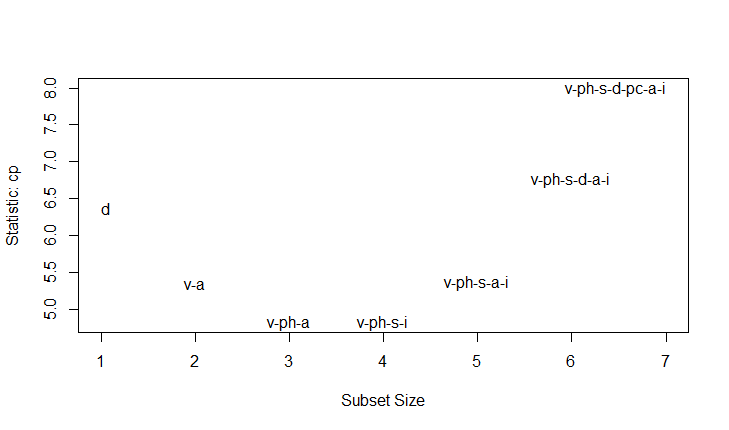 8.0
7.5
7.0
6.5
6.0
5.5
5.0
Statistic: cp
v-ph-s-d-pc-a-i
v-ph-s-d-a-i
d
v-a
v-ph-s-a-i
v-ph-a
v-ph-s-i
1 2 3 4 5 6 7
Subset Size